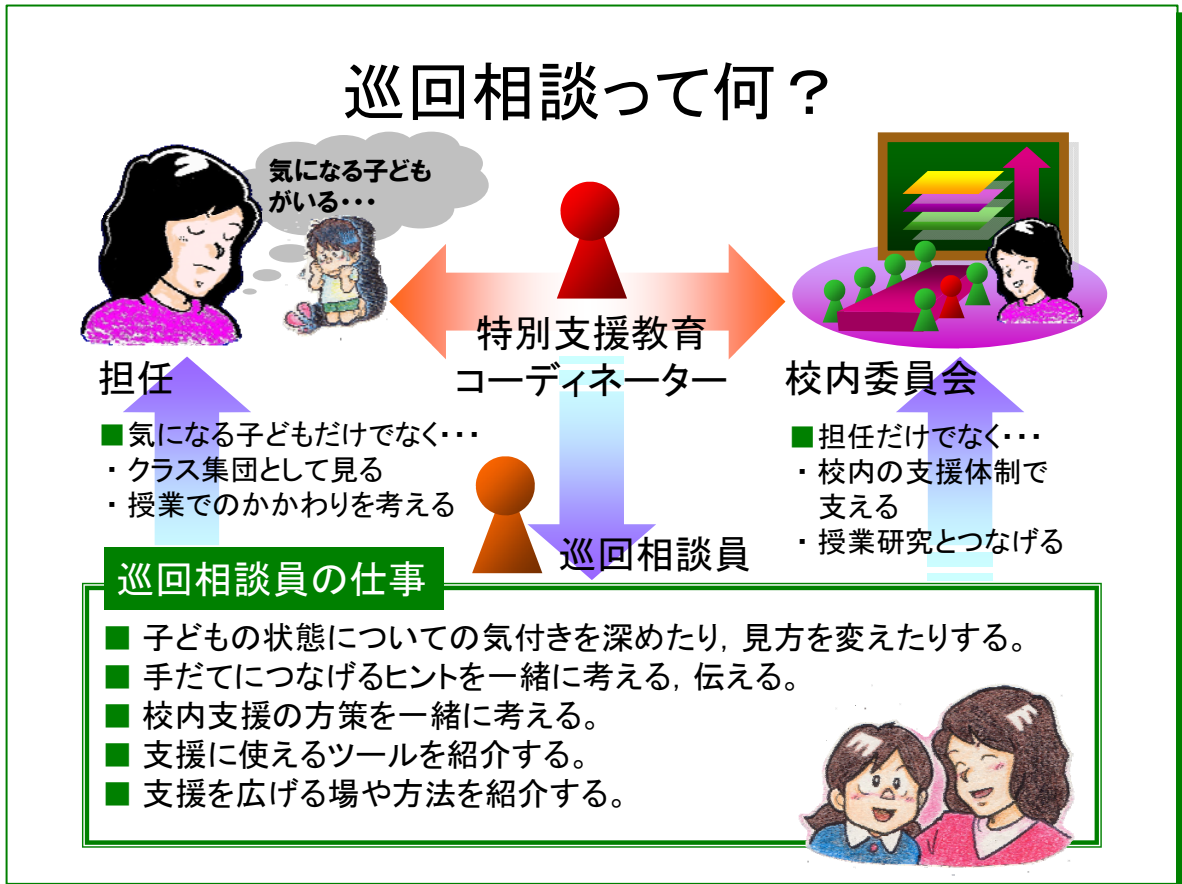 巡回相談って何？
気になる子ども
がいる・・・
特別支援教育
コーディネーター
担任
校内委員会
■気になる子どもだけでなく・・・
・クラス集団として見る
・授業でのかかわりを考える
■担任だけでなく・・・
・校内の支援体制で
支える
・授業研究とつなげる
巡回相談員
巡回相談員の仕事
■ 子どもの状態についての気付きを深めたり，見方を変えたりする。
■ 手だてにつなげるヒントを一緒に考える，伝える。
■ 校内支援の方策を一緒に考える。
■ 支援に使えるツールを紹介する。
■ 支援を広げる場や方法を紹介する。